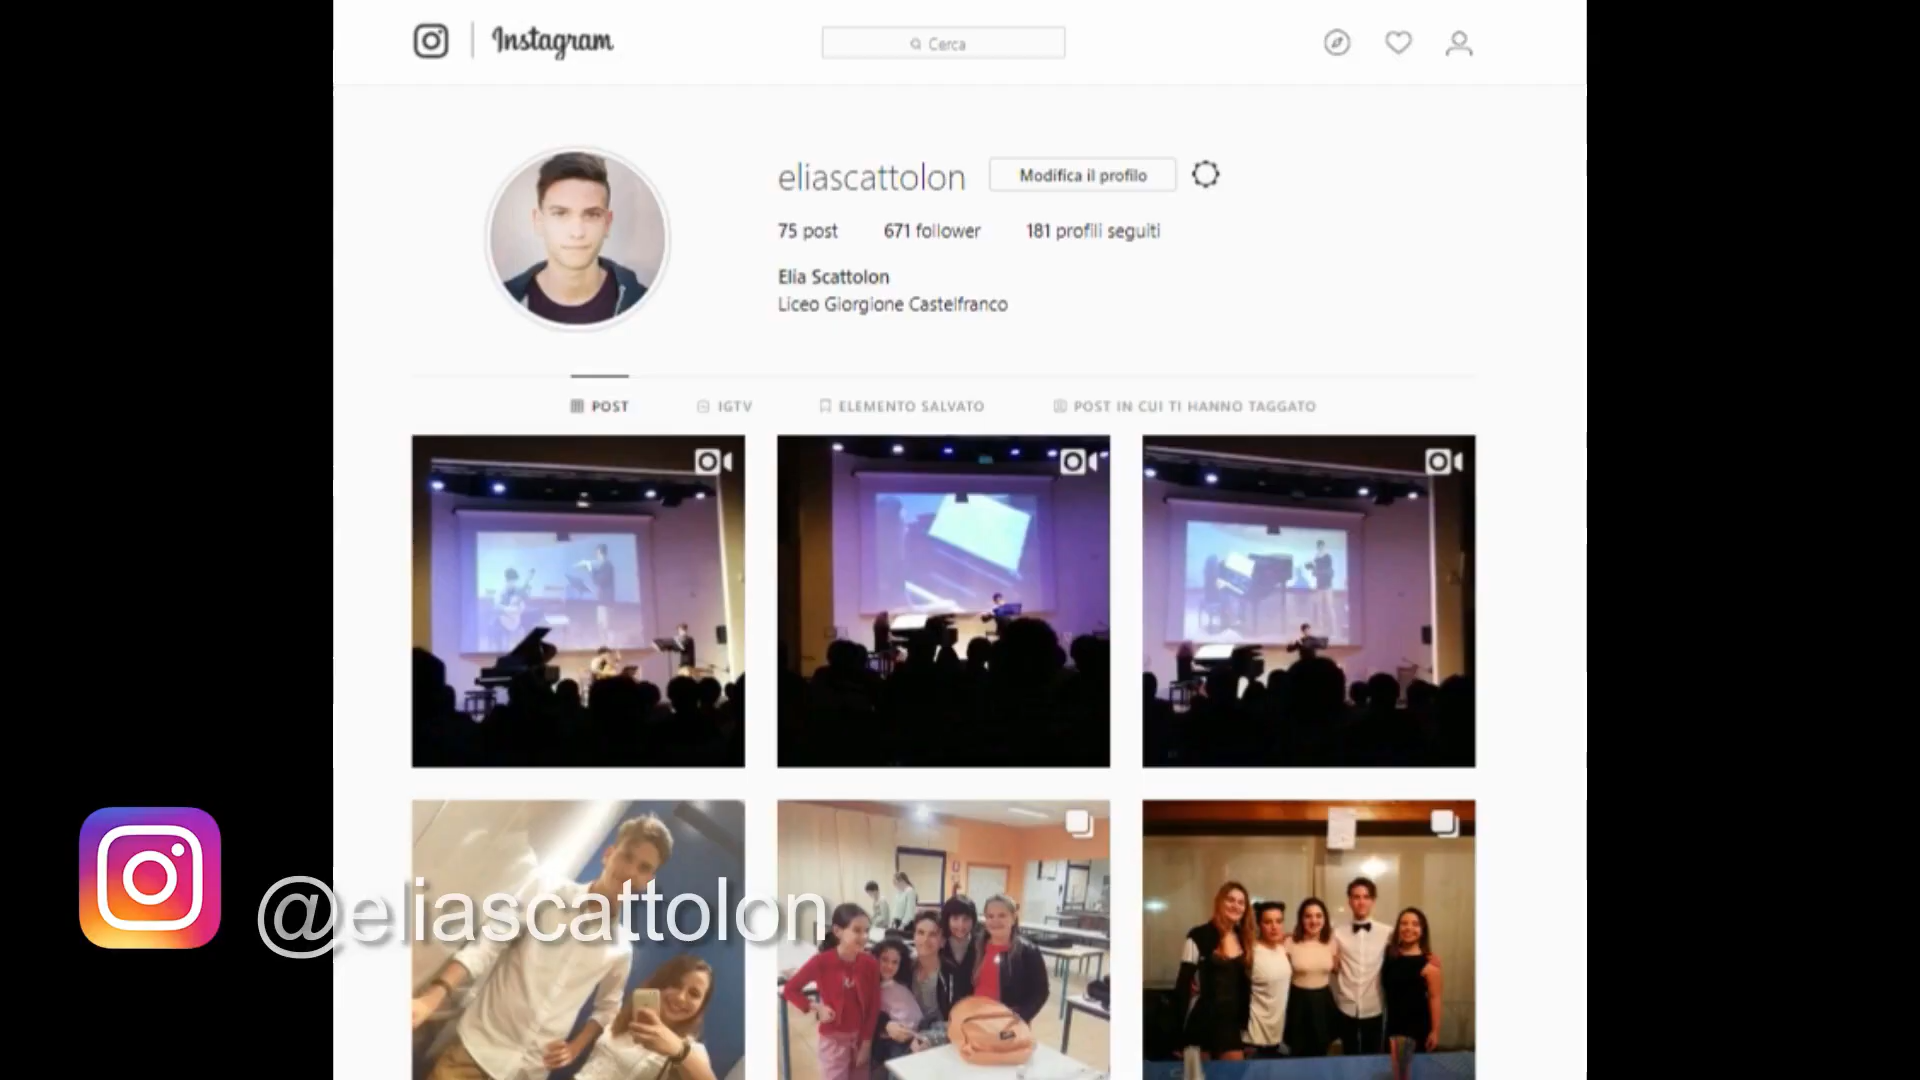 Instagram
Cerca
eliascattolon
Modifica il profilo
75 post 671 follower 181 profili seguiti
Elia Scattolon
Liceo Giorgione Castelfranco
POST IGTV ELEMENTO SALVATO POST IN CUI TI HANNO TAGGATO
@eliascattolon